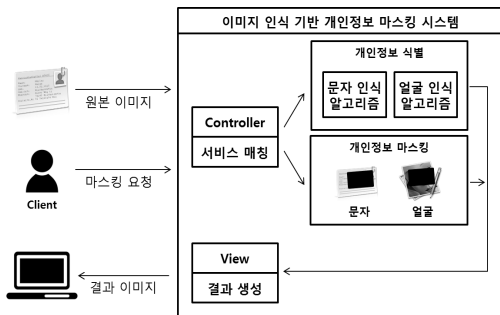 이미지 인식 기반 개인정보 마스킹 시스템
개인정보 식별
문자 인식
알고리즘
얼굴 인식
알고리즘
원본 이미지
Controller
서비스 매칭
개인정보 마스킹
문자
얼굴
마스킹 요청
Client
View
결과 생성
결과 이미지